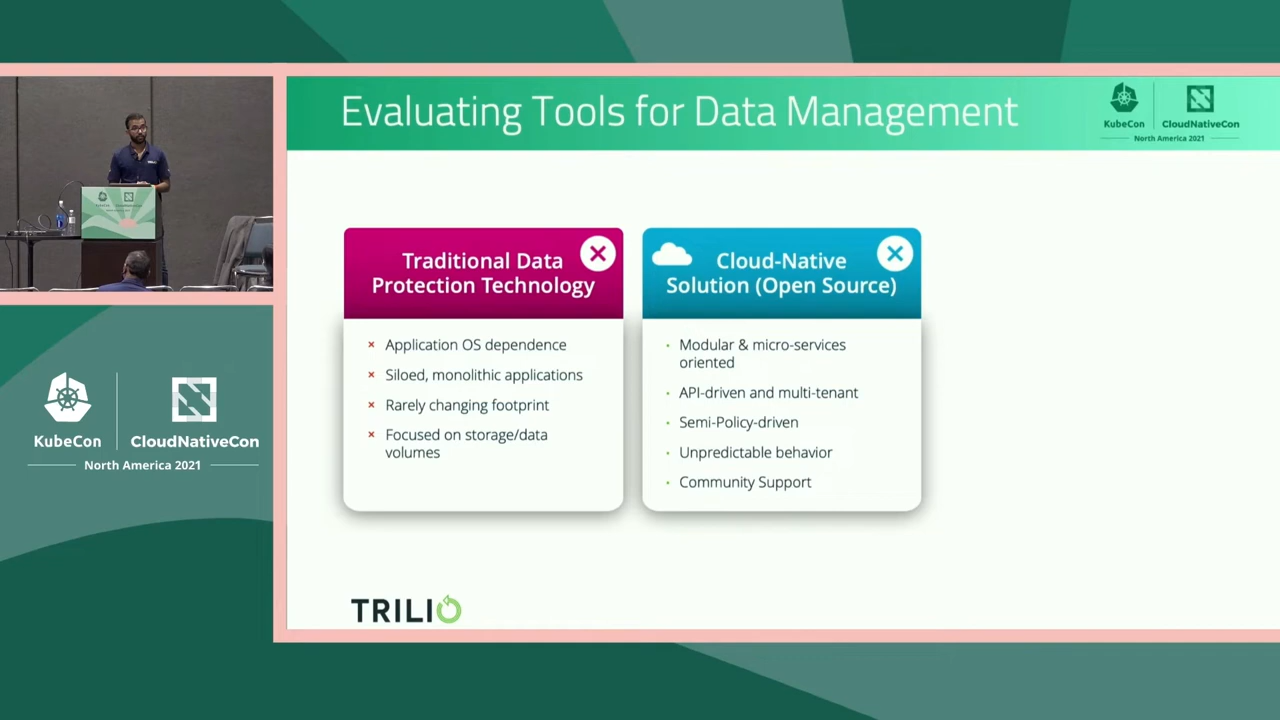 Evaluating Tools for Data Management
KubeCon
CloudNativeCon
North America 2021
Traditional Data
Protection Technology
× Application OS dependence
× Siloed, monolithic applications
× Rarely changing footprint
× Focused on storage/data
volumes
Cloud-Native
Solution (Open Source)
• Modular & micro-services
oriented
• API-driven and multi-tenant
• Semi-Policy-driven
• Unpredictable behavior
• Community Support
TRILIO
KubeCon
CloudNativeCon
North America 2021